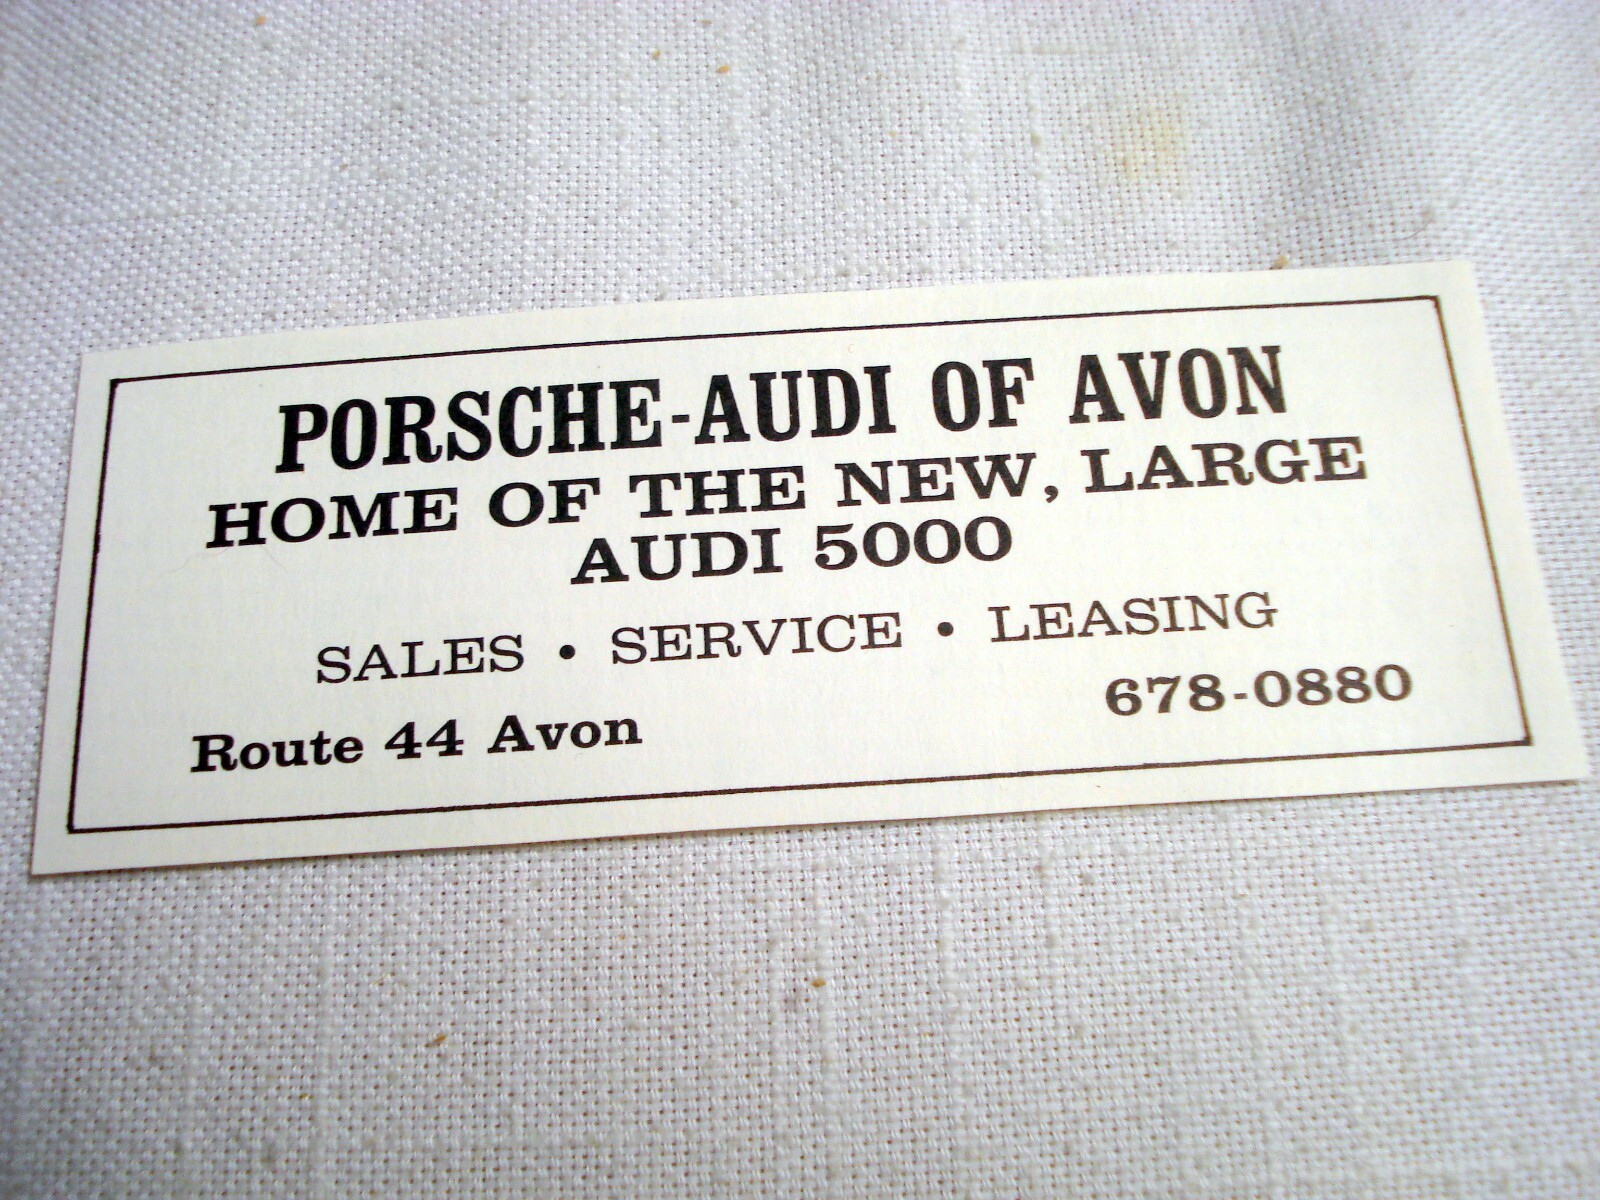 PORSCHE-AUDI OF AVON
HOME OF THE NEW, LARGE
AUDI 5000
SALES • SERVICE • LEASING
Route 44 Avon
678-0880